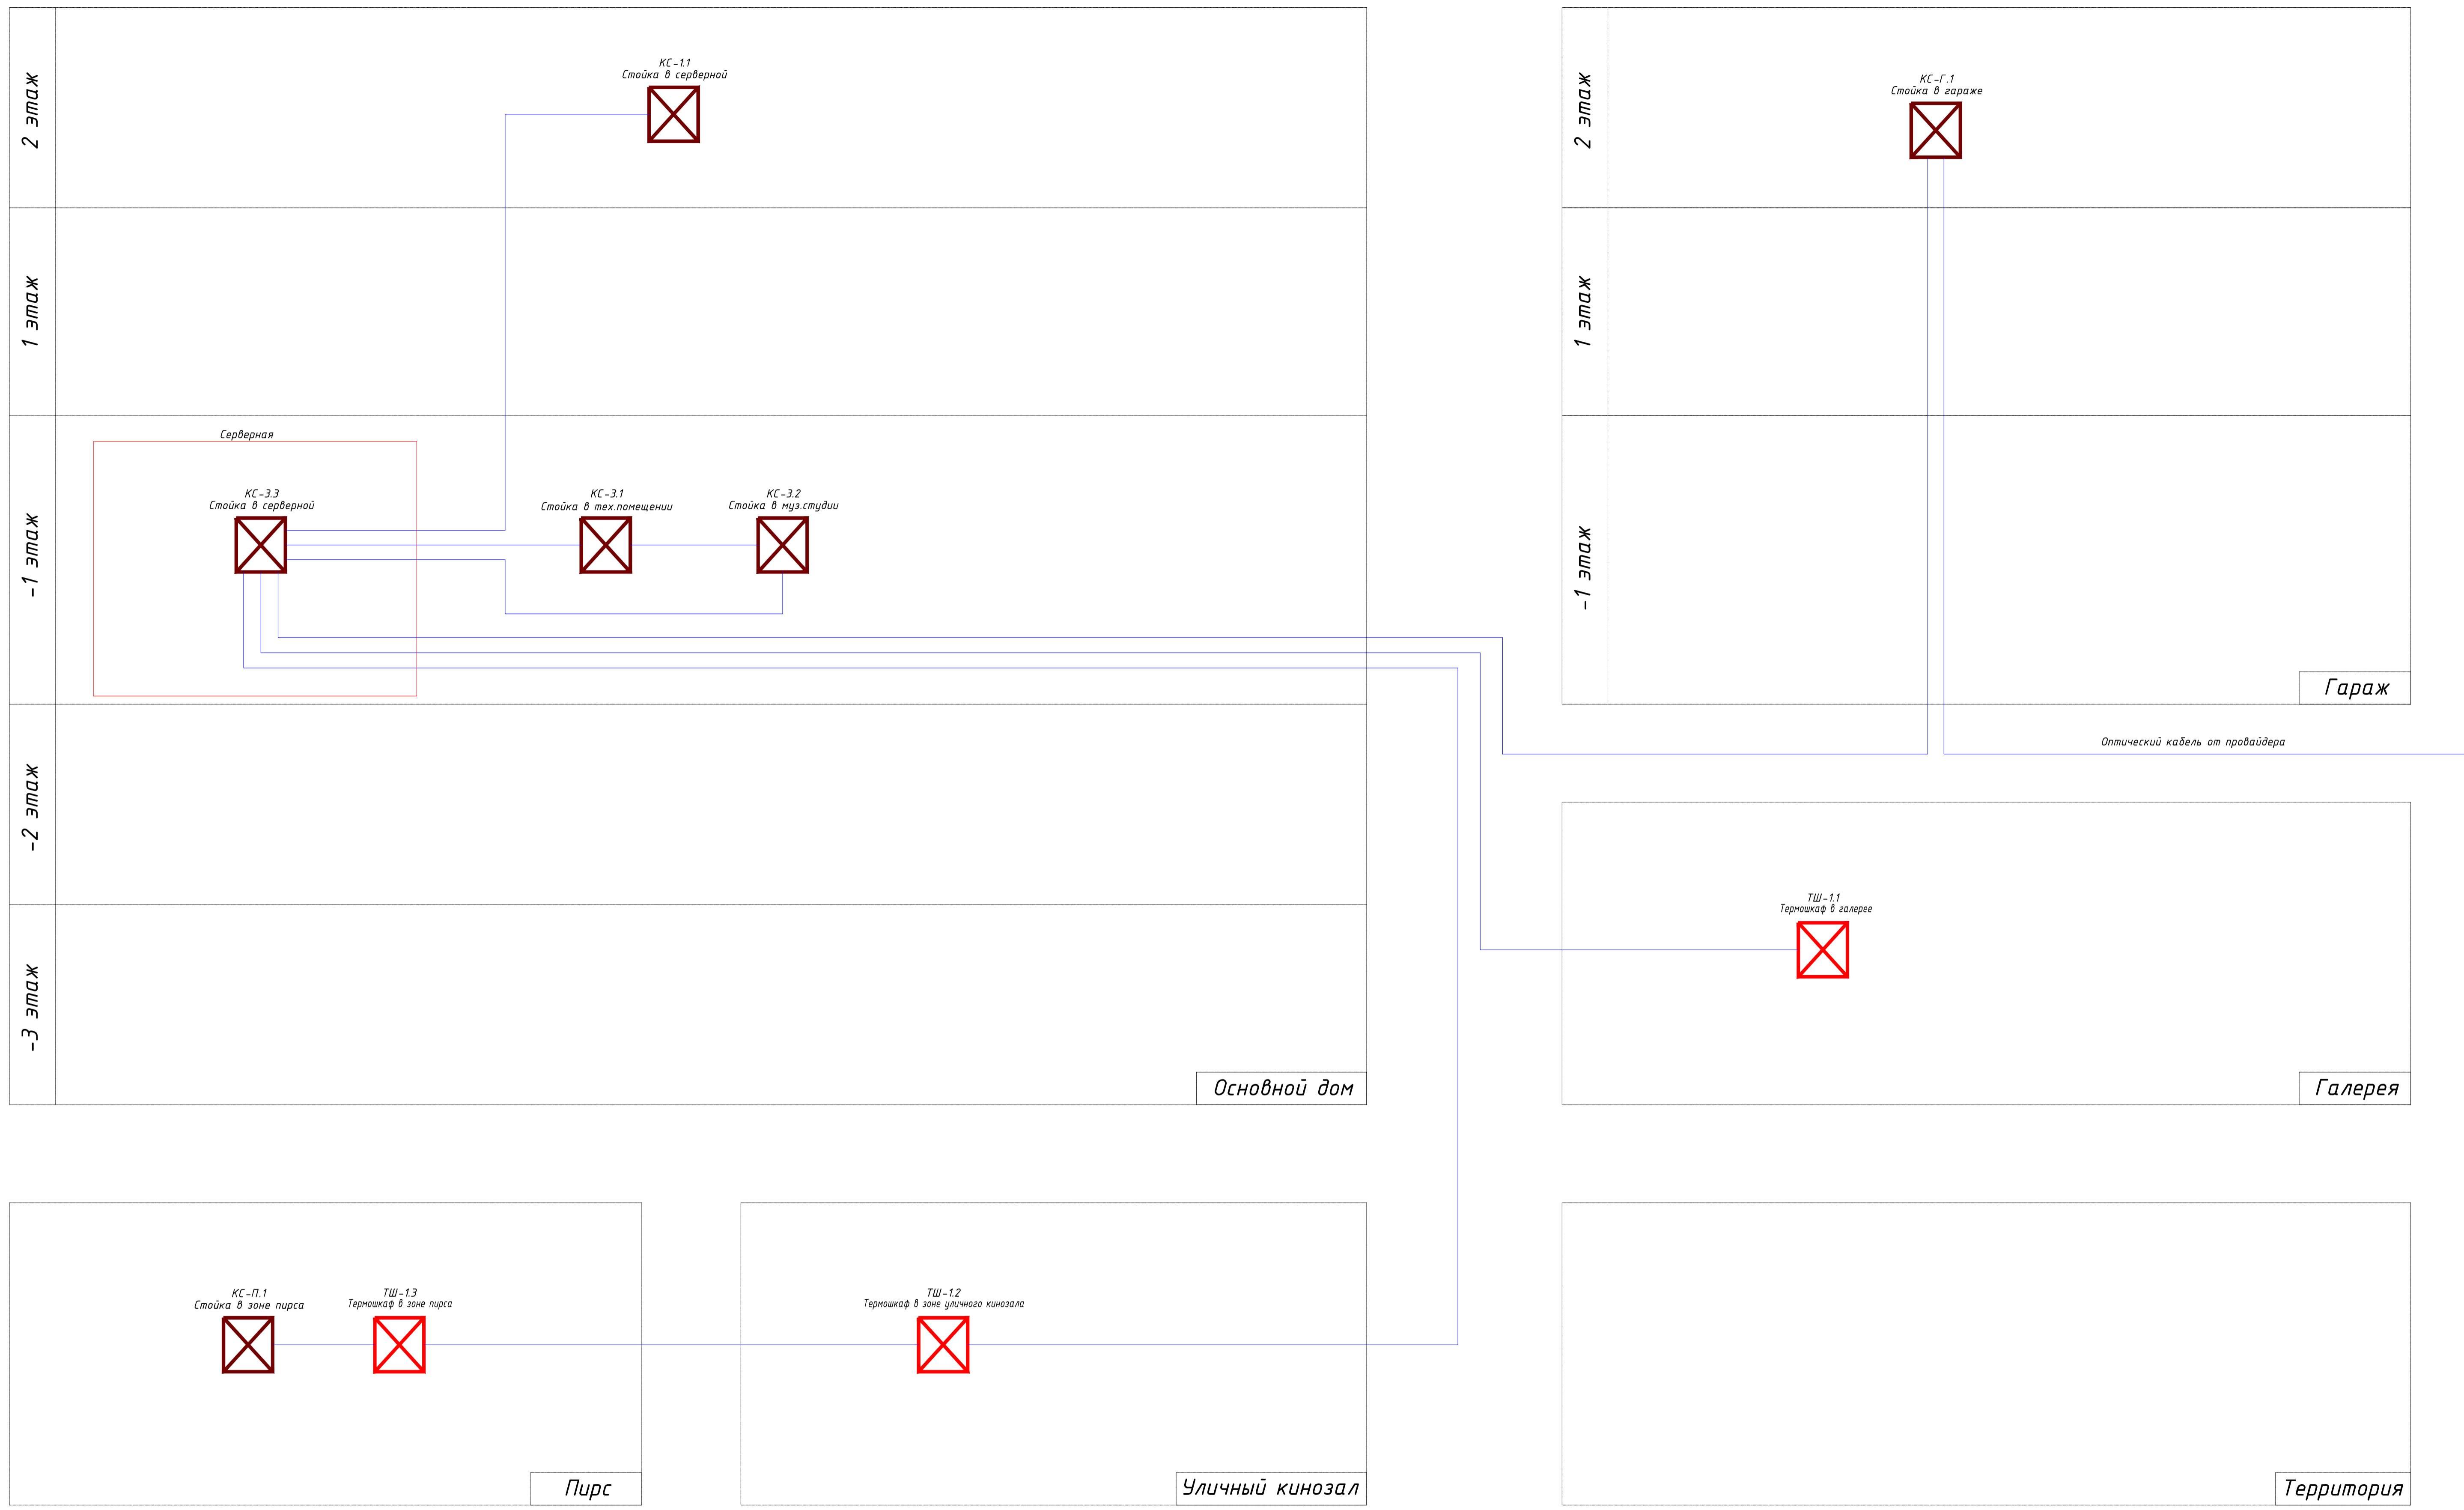 2 этаж
КС-1.1
Стойка в серверной
1 этаж
-1 этаж
Серверная
КС-3.3
Стойка в серверной
КС-3.1
Стойка в тех.помещении
КС-3.2
Стойка в муз.студии
-2 этаж
-3 этаж
Основной дом
2 этаж
КС-Г.1
Стойка в гараже
1 этаж
-1 этаж
Гараж
Оптический кабель от провайдера
ТШ-1.1
Термошкаф в галерее
Галерея
КС-П.1
Стойка в зоне пирса
ТШ-1.3
Термошкаф в зоне пирса
Пирс
ТШ-1.2
Термошкаф в зоне уличного кинозала
Уличный кинозал
Территория